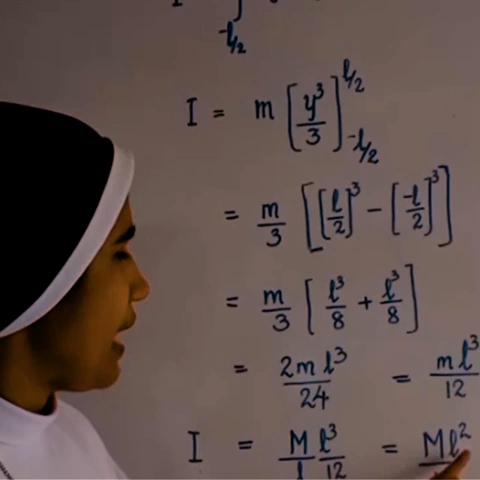 -l/2
I = m [y³/3]^{l/2}_{-l/2}
= m/3 [[l/2]³ - [-l/2]³]
= m/3 [l³/8 + l³/8]
= 2ml³/24 = ml³/12
I = M/l l³/12 = Ml²